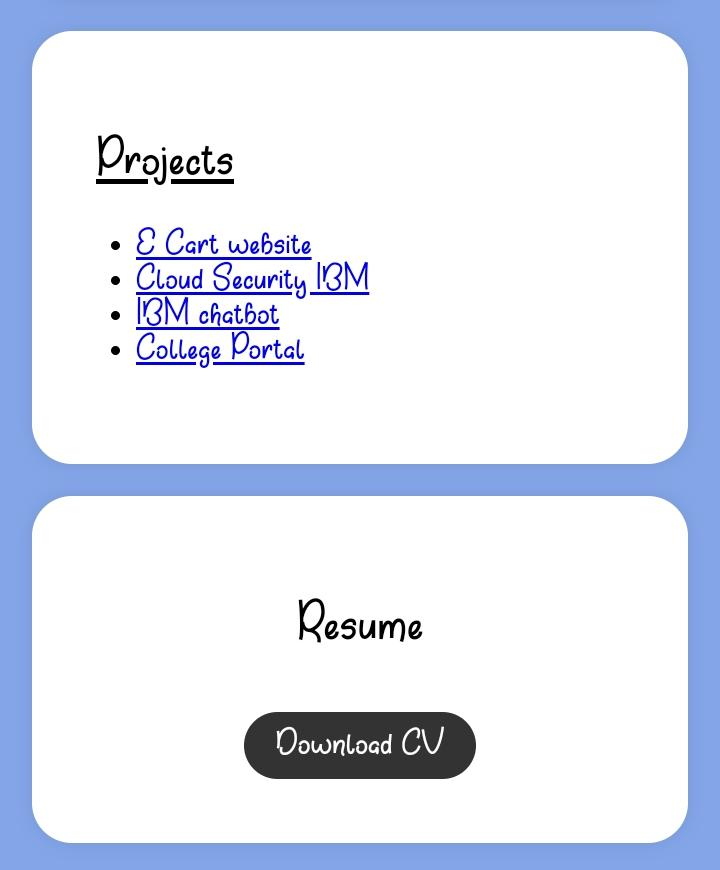 Projects
E Cart website
Cloud Security IBM
IBM chatbot
College Portal
Resume
Download CV